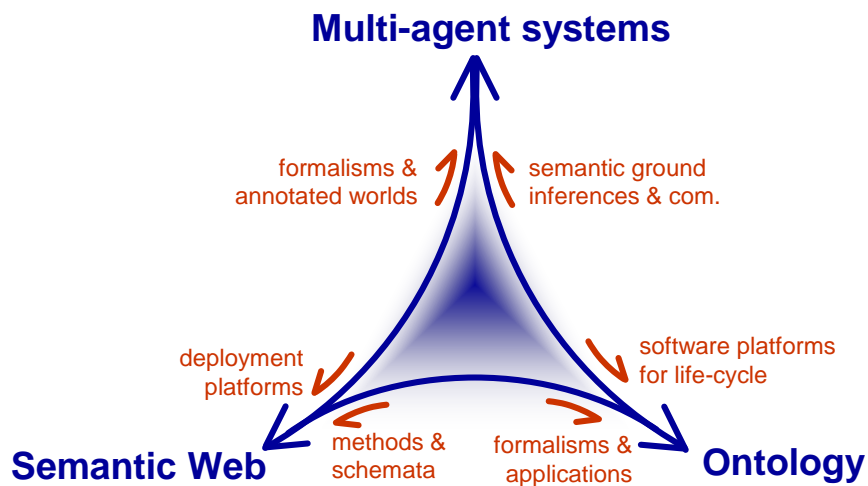 Multi-agent systems
formalisms &
annotated worlds
semantic ground
inferences & com.
deployment
platforms
software platforms
for life-cycle
methods &
schemata
formalisms &
applications
Semantic Web
Ontology